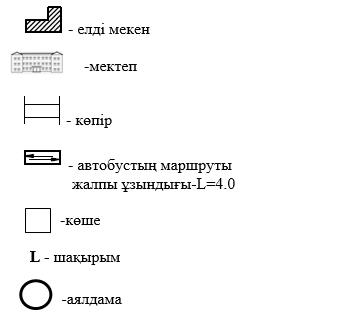 - елді мекен
-мектеп
- көпір
- автобустың маршруты
жалпы ұзындығы-L=4.0
-көше
L - шақырым
-аялдама